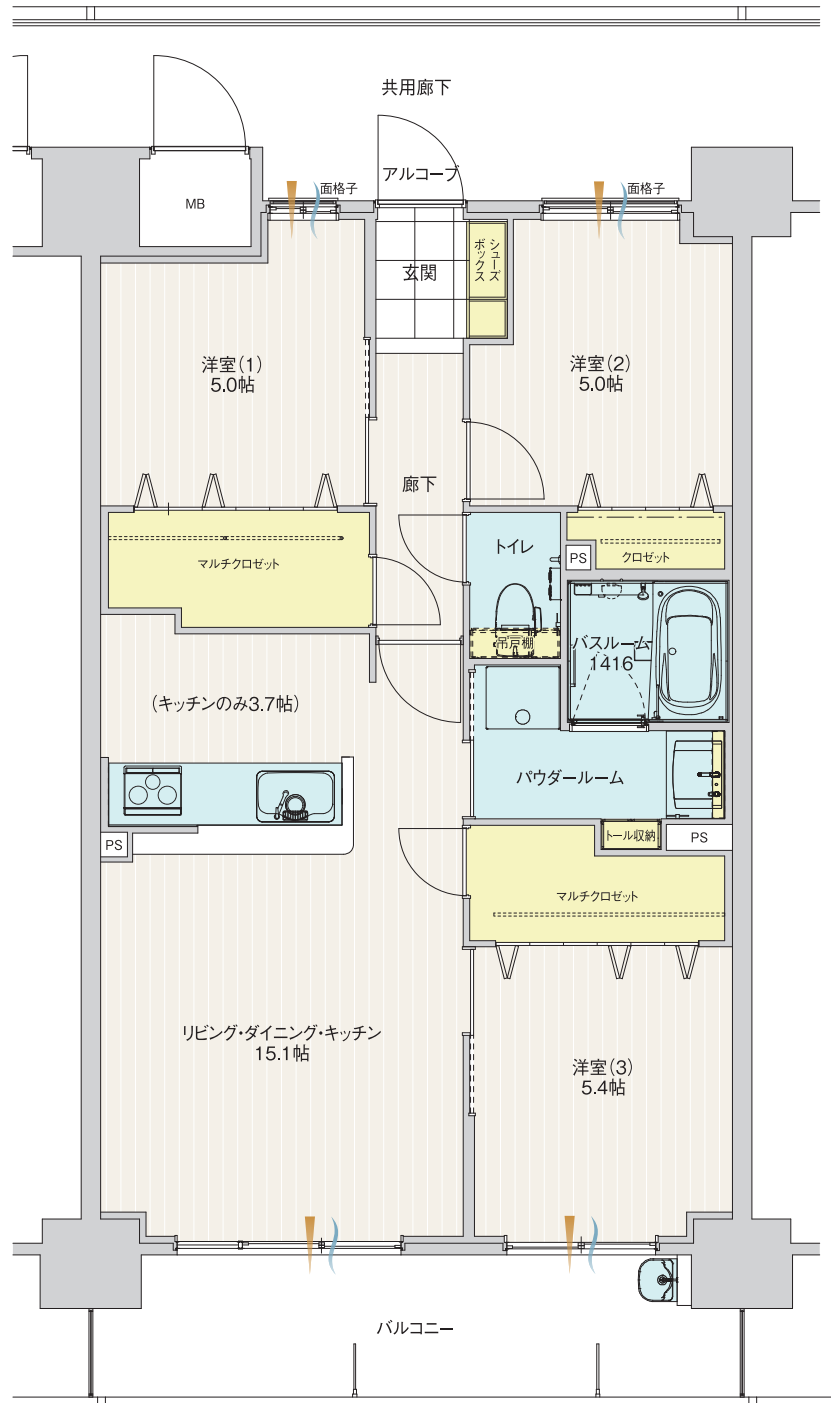 共用廊下
アルコーブ
面格子
面格子
MB
玄関
シューズ
ボックス
洋室(1)
5.0帖
洋室(2)
5.0帖
廊下
トイレ
PS
クロゼット
マルチクロゼット
吊戸棚
バスルーム
1416
(キッチンのみ3.7帖)
パウダールーム
PS
トール収納
PS
マルチクロゼット
リビング・ダイニング・キッチン
15.1帖
洋室(3)
5.4帖
バルコニー